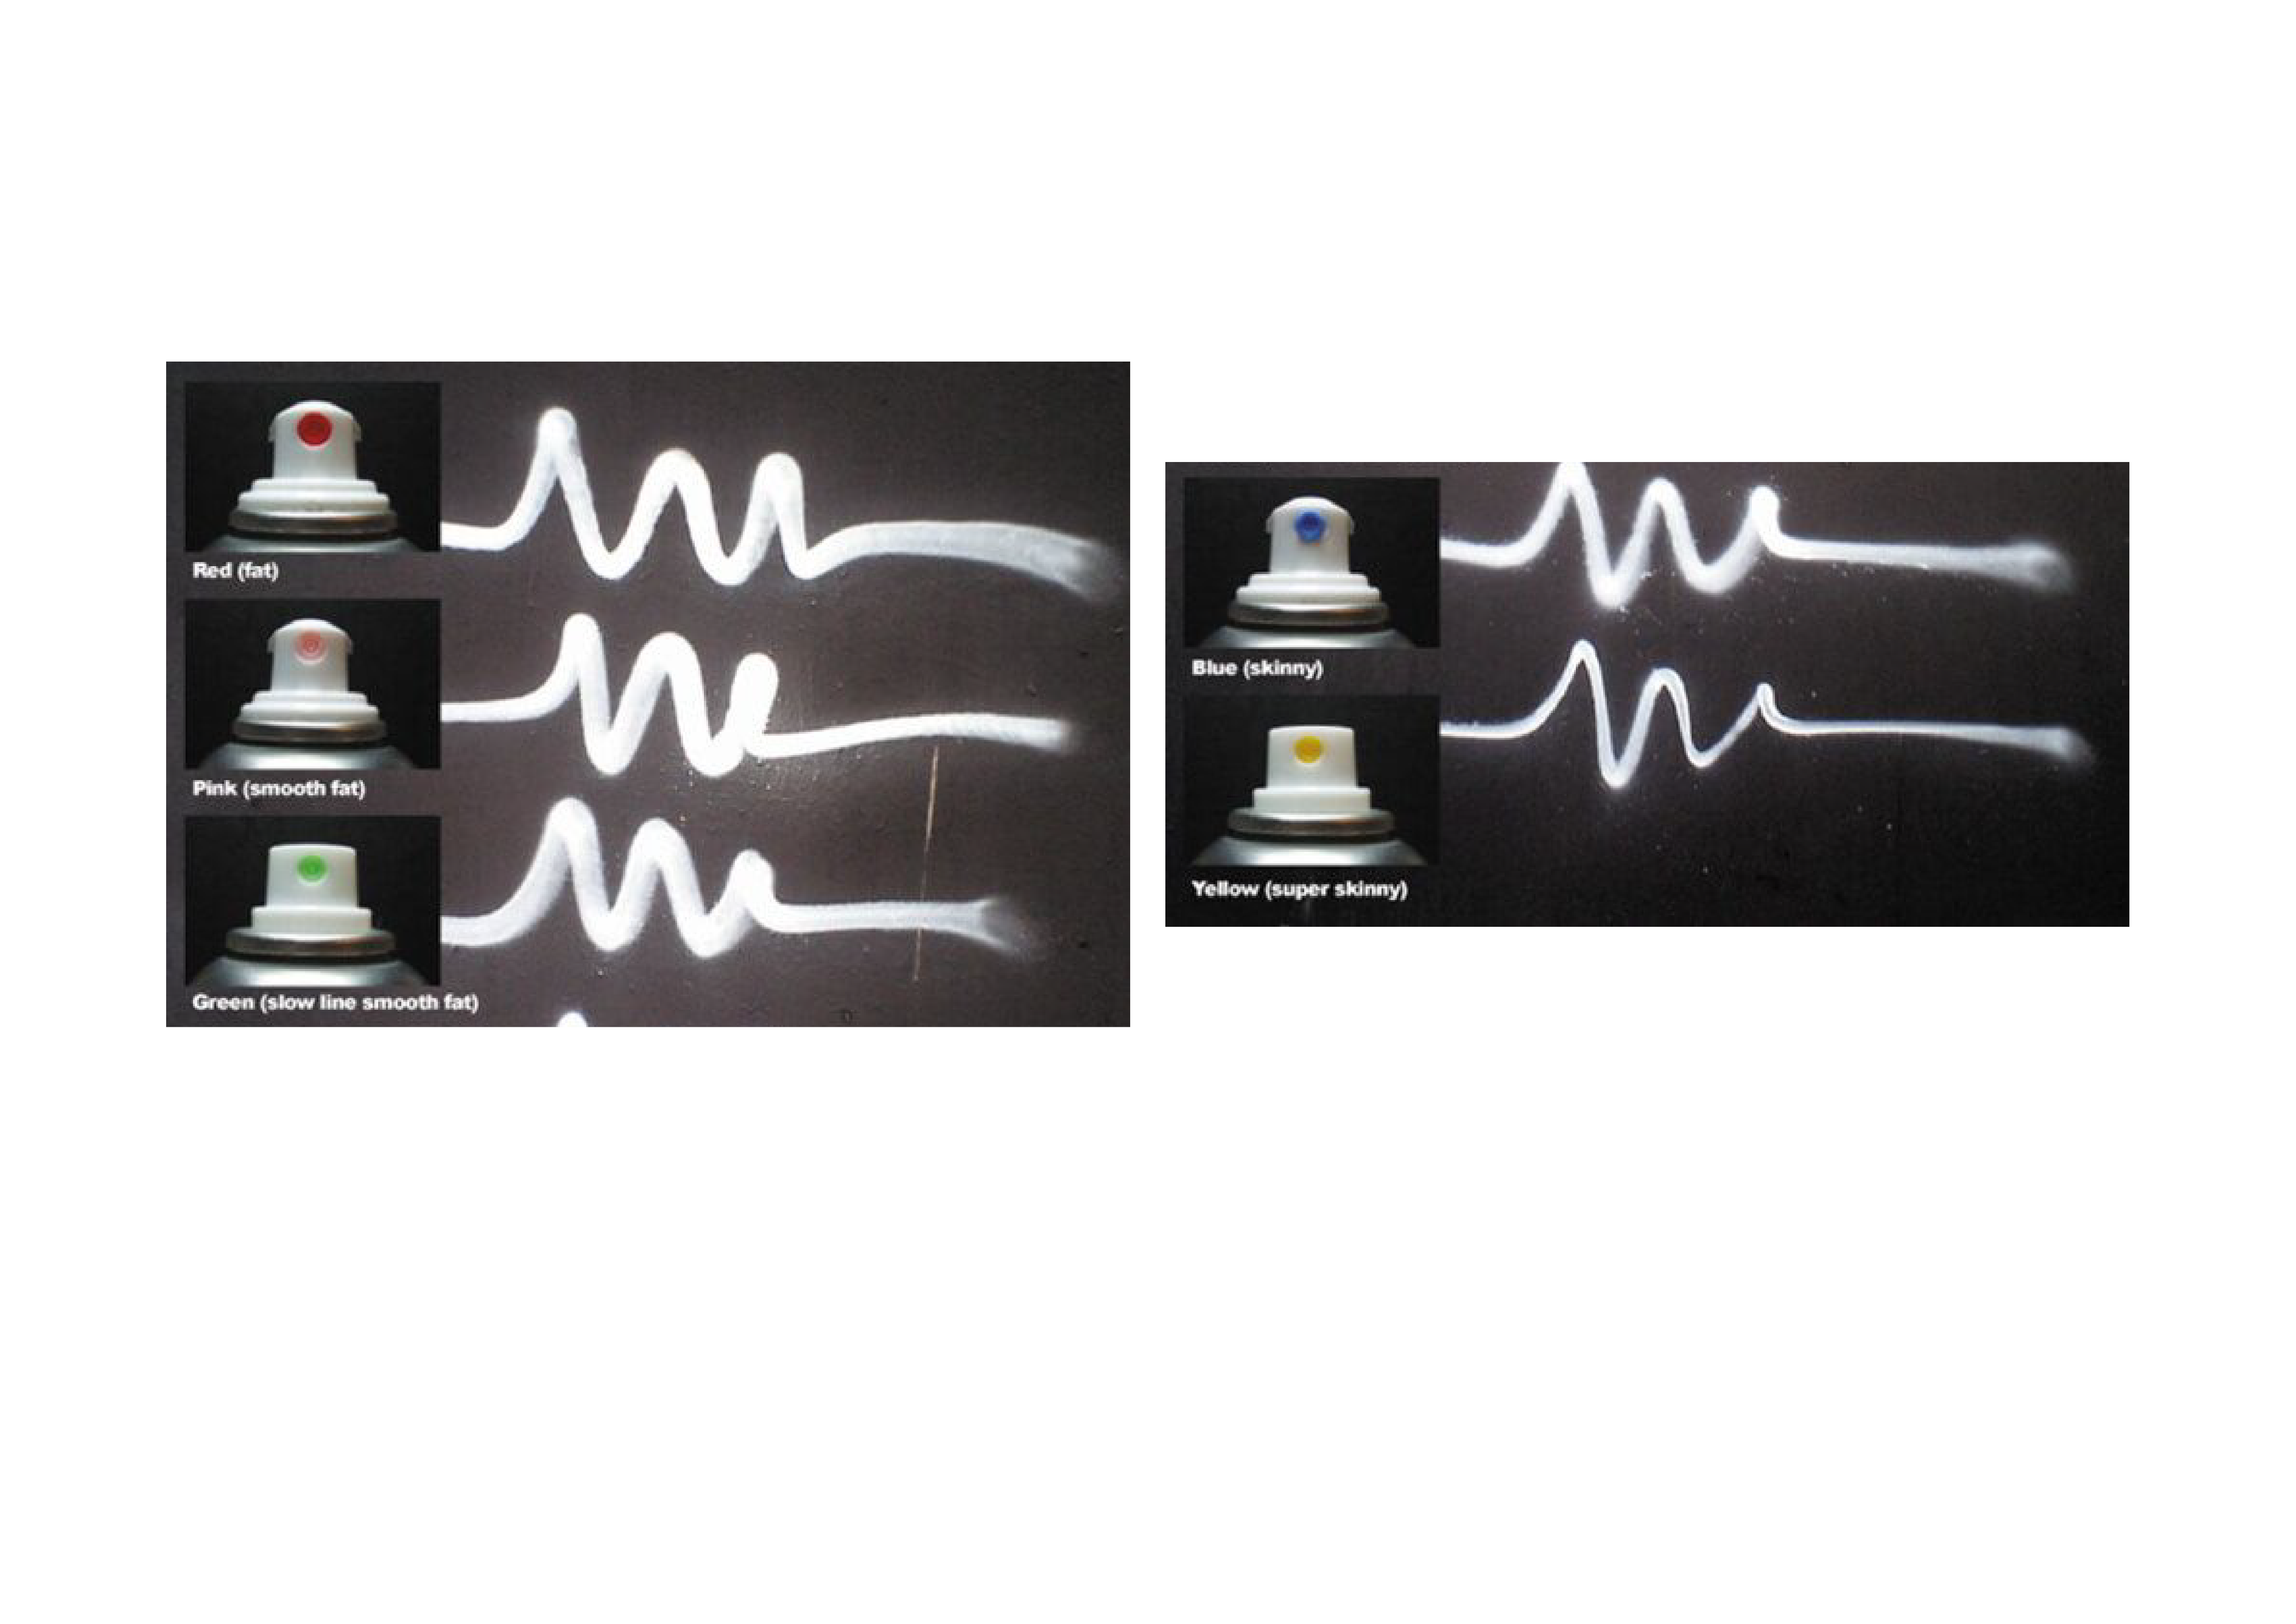 Red (fat)
Pink (smooth fat)
Green (slow line smooth fat)
Blue (skinny)
Yellow (super skinny)